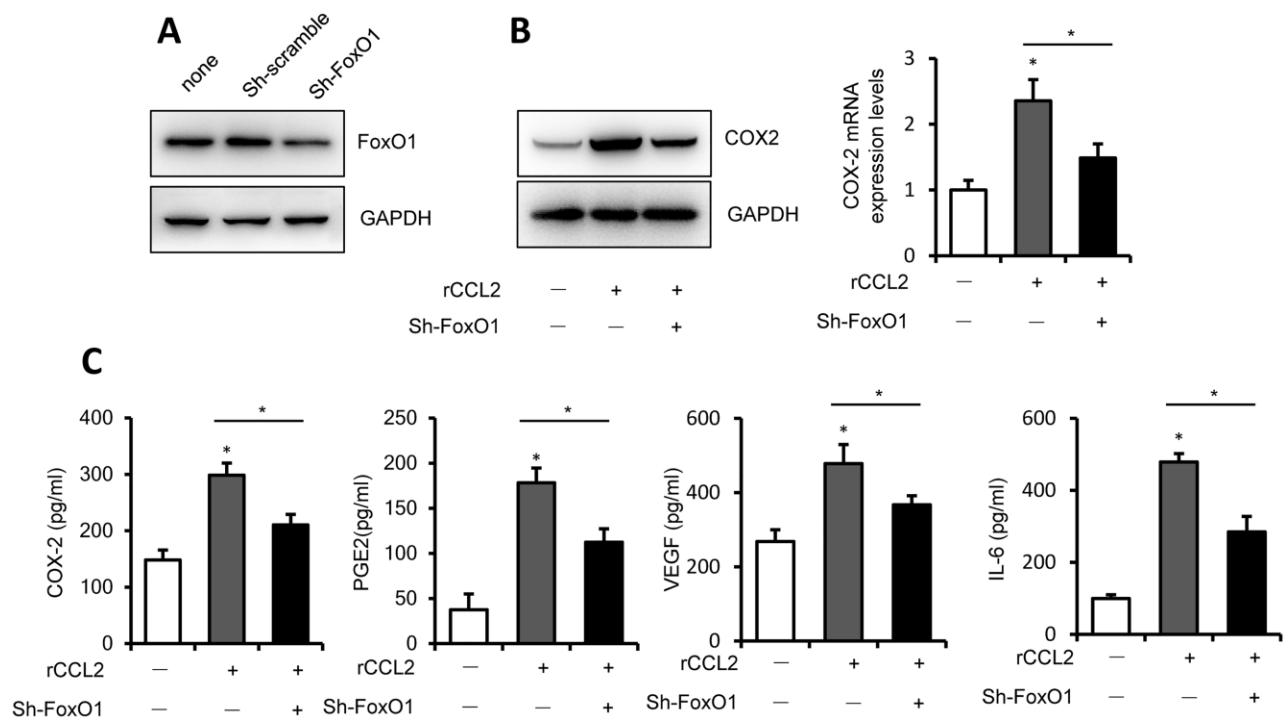 A
none
Sh-scramble
Sh-FoxO1
FoxO1
GAPDH
B
COX2
GAPDH
rCCL2 — + +
Sh-FoxO1 — — +
COX-2 mRNA
expression levels
3
2
1
0
*
*
rCCL2 — + +
Sh-FoxO1 — — +
C
COX-2 (pg/ml)
400
300
200
100
0
*
*
rCCL2 — + +
Sh-FoxO1 — — +
PGE2(pg/ml)
250
200
150
100
50
0
*
*
rCCL2 — + +
Sh-FoxO1 — — +
VEGF (pg/ml)
600
400
200
0
*
*
rCCL2 — + +
Sh-FoxO1 — — +
IL-6 (pg/ml)
600
400
200
0
*
*
rCCL2 — + +
Sh-FoxO1 — — +